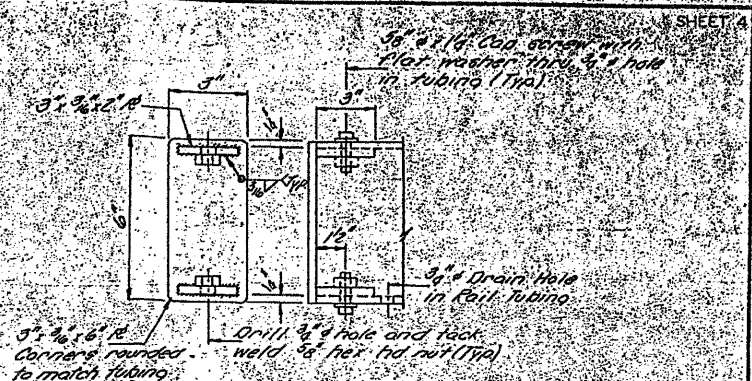 SHEET 4
5/8" ø x 1 1/4" Cap screw with
flat washer thru 3/4" ø hole
in tubing (Typ)
3"
3"
3" x 3/16" x 2" ℞
1/4"
3/16
Typ.
6"
1 1/2"
1/4"
3/4" ø Drain Hole
in Rail Tubing
3" x 3/16" x 6" ℞
Corners rounded
to match tubing
Drill 3/4" ø hole and tack
weld 5/8" hex hd nut (Typ)